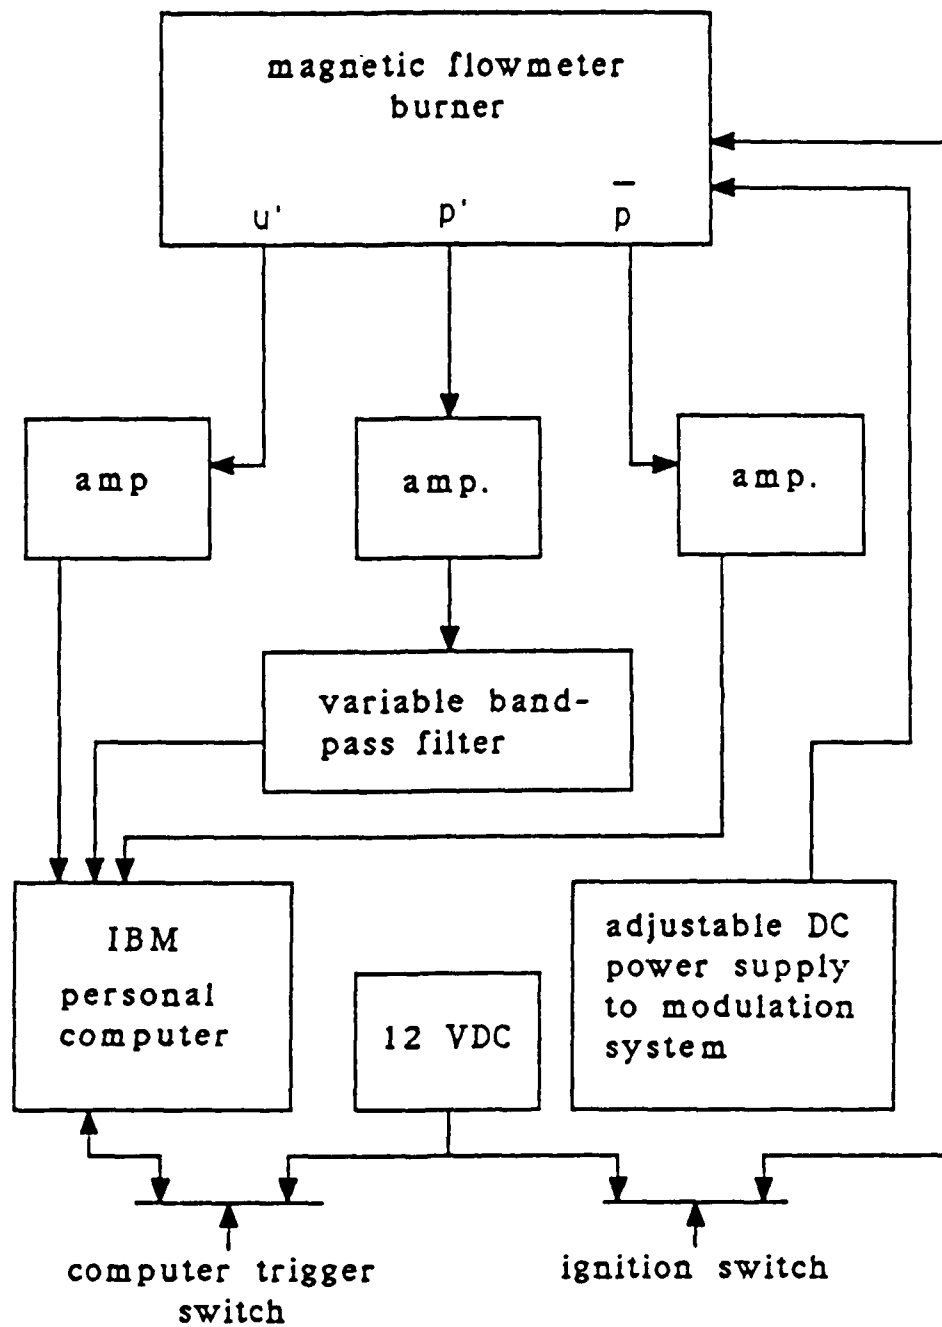 magnetic flowmeter
burner
u' p' p̅
amp
amp.
amp.
variable band-
pass filter
IBM
personal
computer
12 VDC
adjustable DC
power supply
to modulation
system
computer trigger
switch
ignition switch